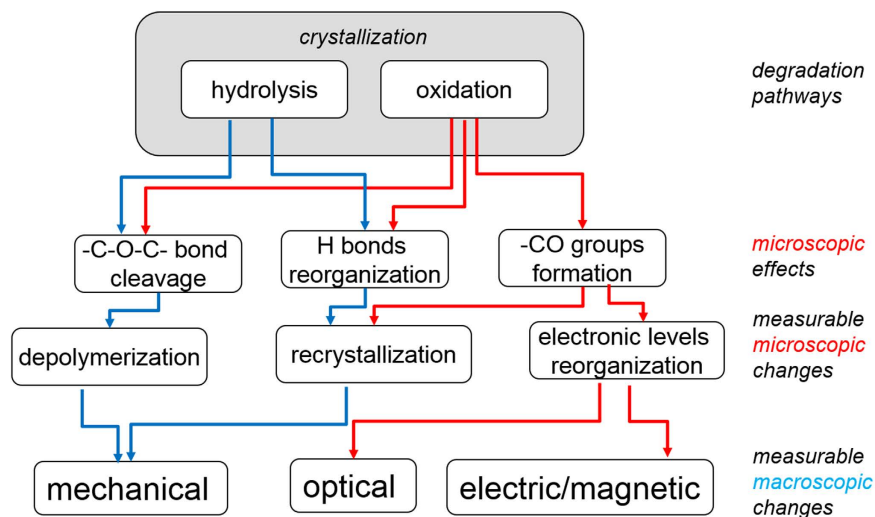 crystallization
hydrolysis
oxidation
degradation
pathways
-C-O-C- bond
cleavage
H bonds
reorganization
-CO groups
formation
microscopic
effects
depolymerization
recrystallization
electronic levels
reorganization
measurable
microscopic
changes
mechanical
optical
electric/magnetic
measurable
macroscopic
changes